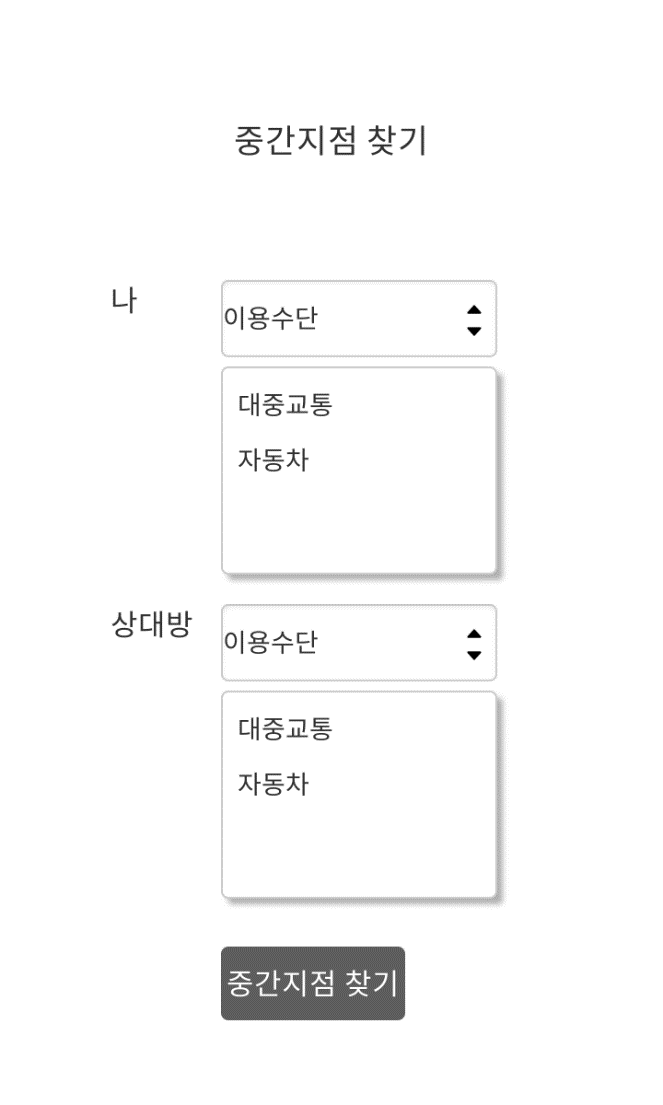 중간지점 찾기
나
이용수단
대중교통
자동차
상대방
이용수단
대중교통
자동차
중간지점 찾기